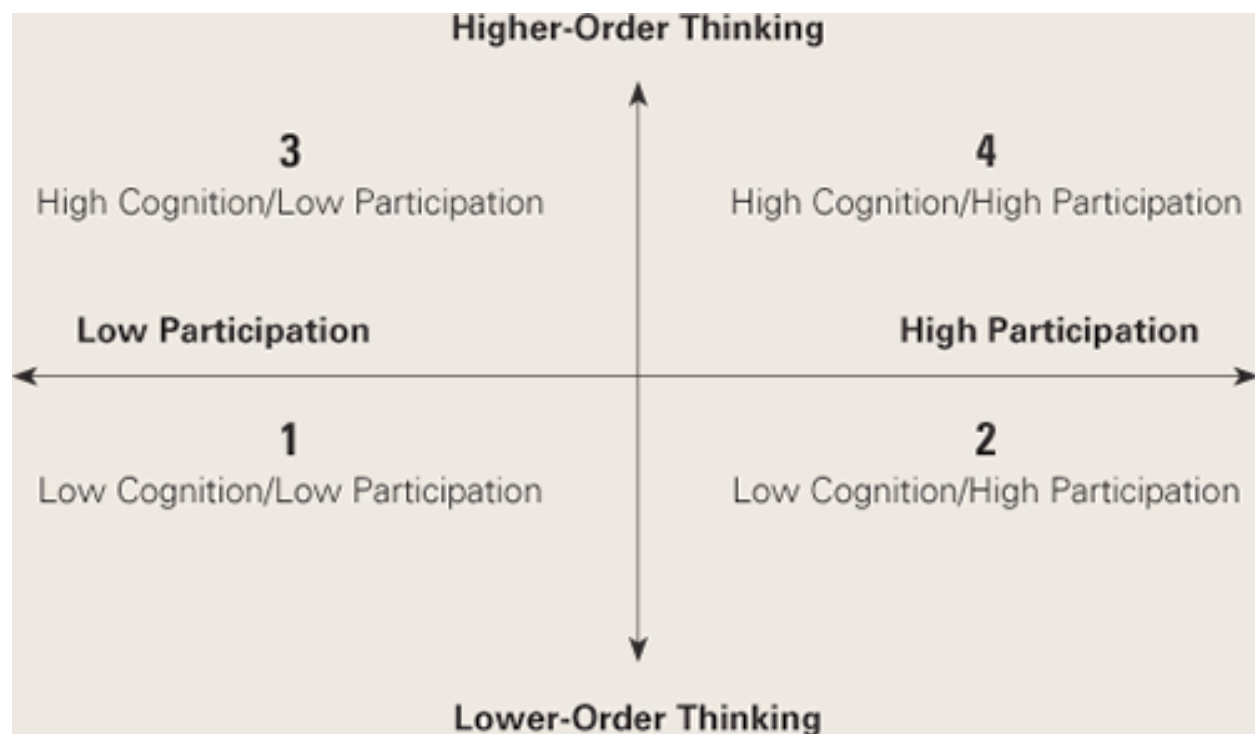 Higher-Order Thinking
3
High Cognition/Low Participation
4
High Cognition/High Participation
Low Participation
High Participation
1
Low Cognition/Low Participation
2
Low Cognition/High Participation
Lower-Order Thinking